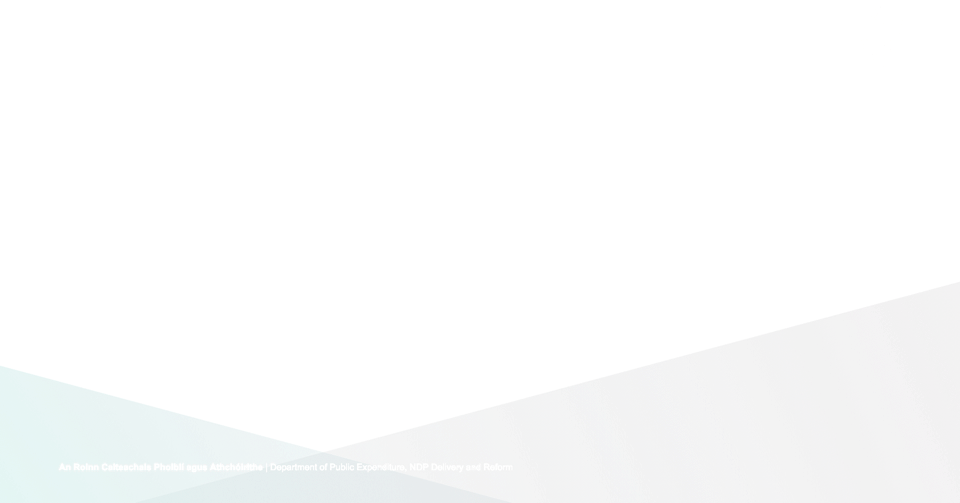 An Roinn Caiteachais Phoiblí agus Athchóirithe | Department of Public Expenditure, NDP Delivery and Reform